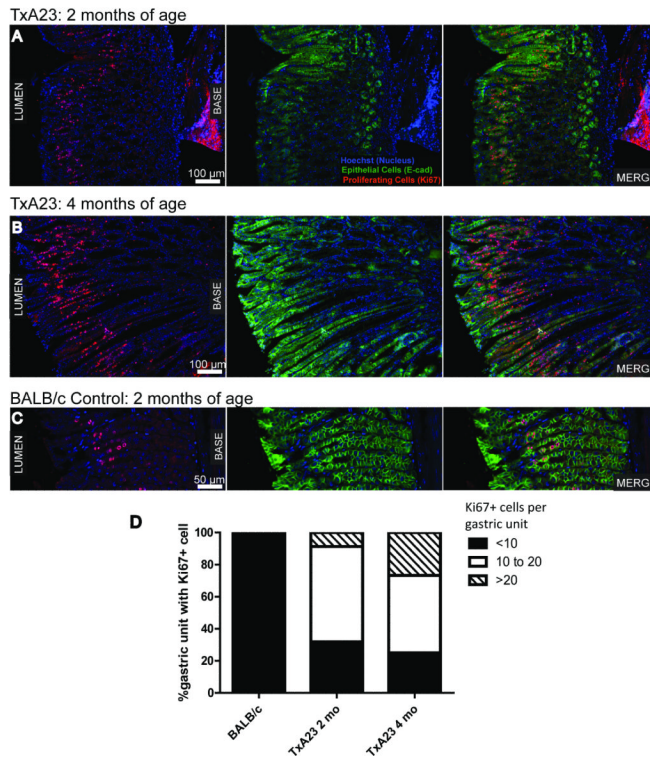 TxA23: 2 months of age
A
LUMEN
BASE
100 µm
Hoechst (Nucleus)
Epithelial Cells (E-cad)
Proliferating Cells (Ki67)
MERG
TxA23: 4 months of age
B
LUMEN
BASE
100 µm
MERG
BALB/c Control: 2 months of age
C
LUMEN
BASE
50 µm
MERG
D
Ki67+ cells per
gastric unit
<10
10 to 20
>20
%gastric unit with Ki67+ cell
100
80
60
40
20
0
BALB/c
TxA23 2 mo
TxA23 4 mo